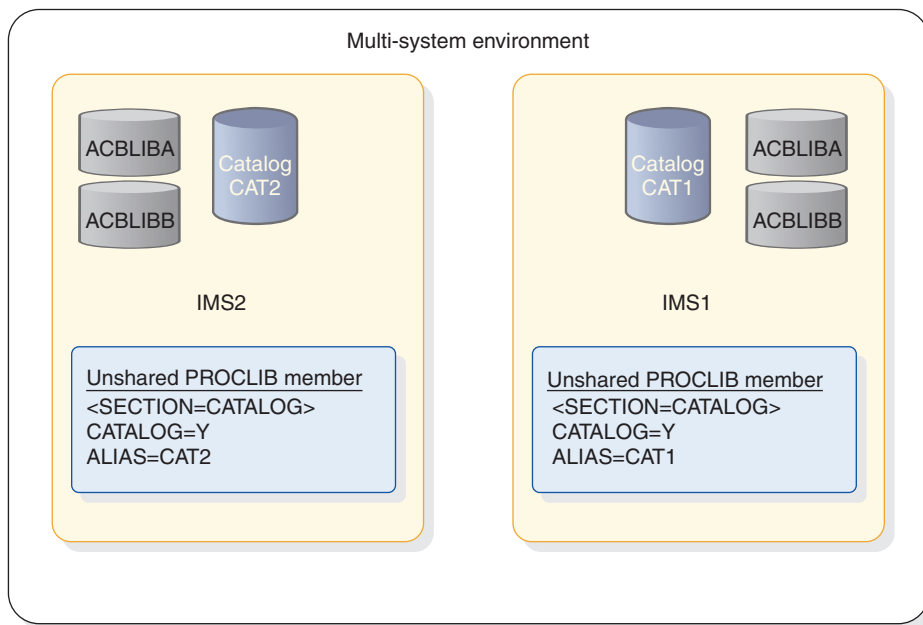 Multi-system environment
ACBLIBA
ACBLIBB
Catalog
CAT2
IMS2
Unshared PROCLIB member
<SECTION=CATALOG>
CATALOG=Y
ALIAS=CAT2
Catalog
CAT1
ACBLIBA
ACBLIBB
IMS1
Unshared PROCLIB member
<SECTION=CATALOG>
CATALOG=Y
ALIAS=CAT1